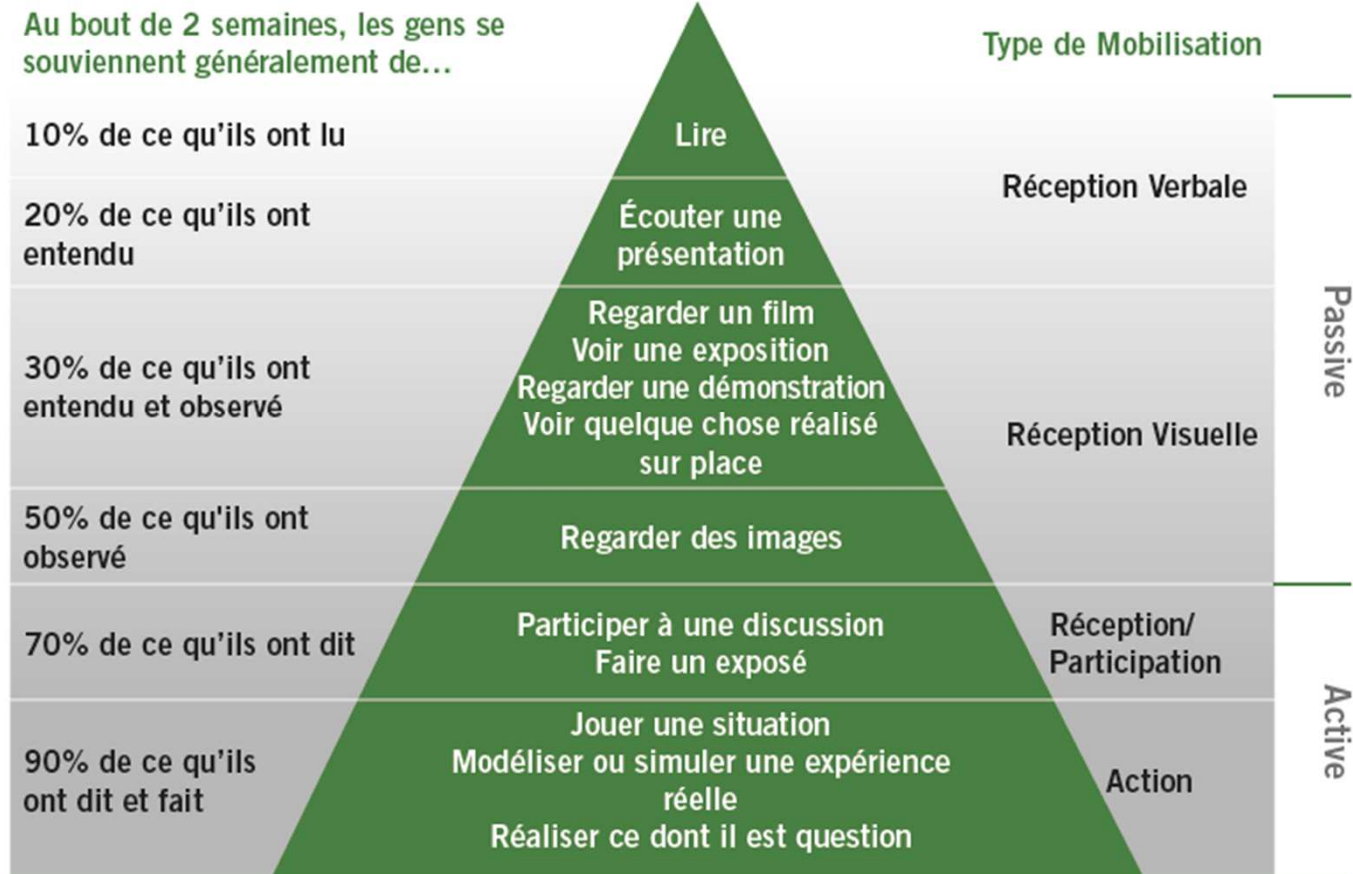 Au bout de 2 semaines, les gens se
souviennent généralement de...
Type de Mobilisation
10% de ce qu'ils ont lu
Lire
Réception Verbale
20% de ce qu'ils ont
entendu
Écouter une
présentation
30% de ce qu'ils ont
entendu et observé
Regarder un film
Voir une exposition
Regarder une démonstration
Voir quelque chose réalisé
sur place
Réception Visuelle
50% de ce qu'ils ont
observé
Regarder des images
Passive
70% de ce qu'ils ont dit
Participer à une discussion
Faire un exposé
Réception/
Participation
90% de ce qu'ils
ont dit et fait
Jouer une situation
Modéliser ou simuler une expérience
réelle
Réaliser ce dont il est question
Action
Active